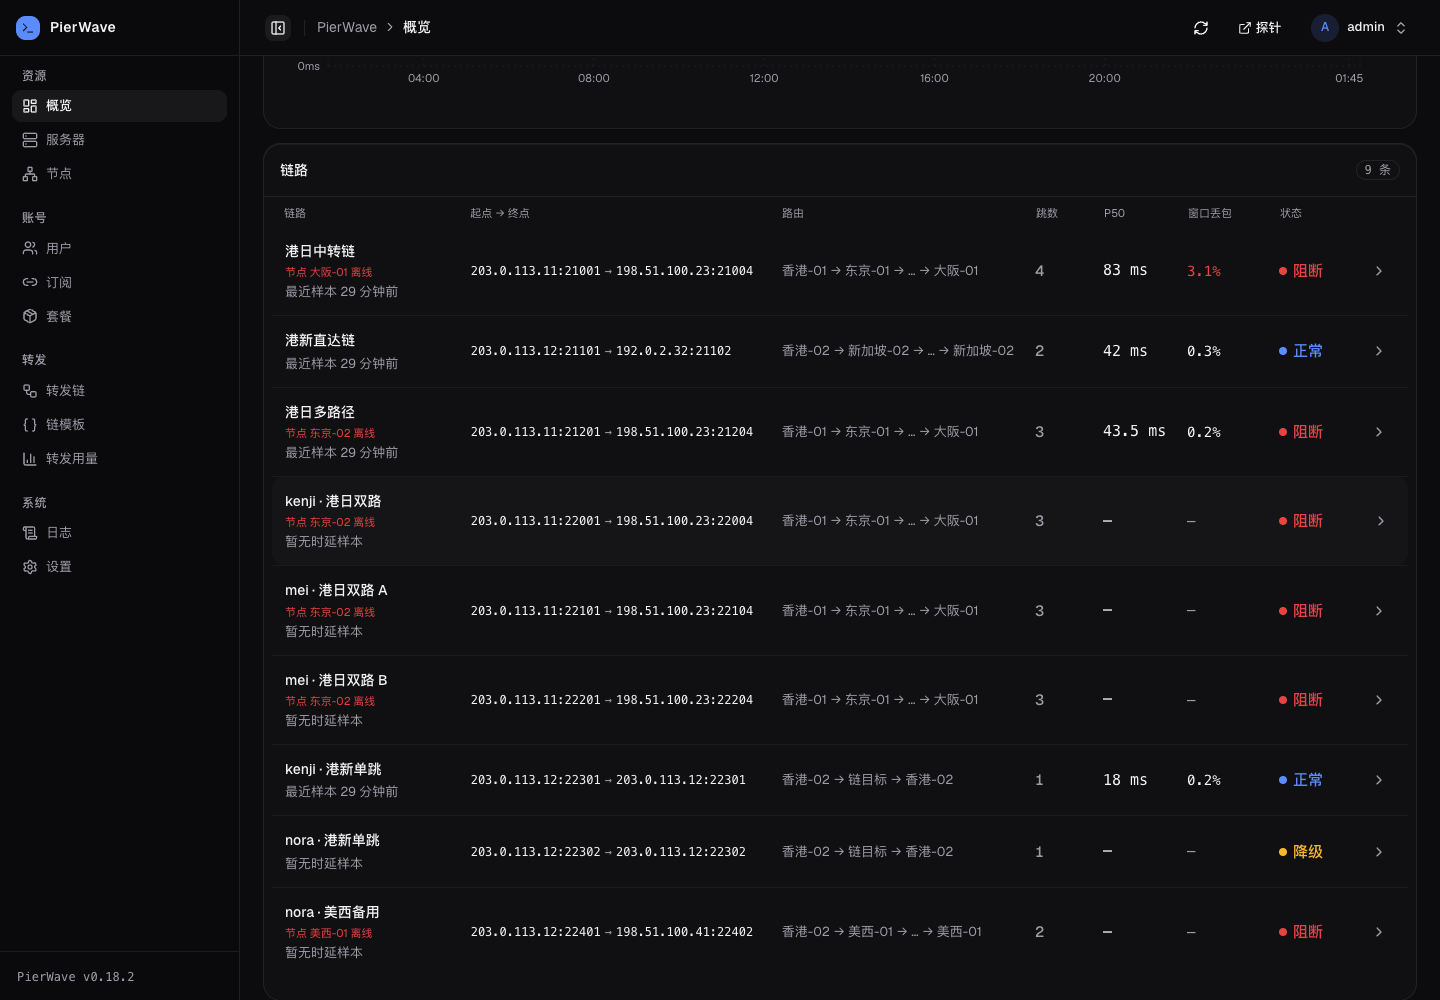 PierWave
PierWave > 概览
探针
A admin
资源
概览
服务器
节点
账号
用户
订阅
套餐
转发
转发链
链模板
转发用量
系统
日志
设置
PierWave v0.18.2
0ms
04:00 08:00 12:00 16:00 20:00 01:45
链路 9 条
链路 起点 → 终点 路由 跳数 P50 窗口丢包 状态
港日中转链
节点 大阪-01 离线
最近样本 29 分钟前
203.0.113.11:21001 → 198.51.100.23:21004 香港-01 → 东京-01 → … → 大阪-01 4 83 ms 3.1% 阻断
港新直达链
最近样本 29 分钟前
203.0.113.12:21101 → 192.0.2.32:21102 香港-02 → 新加坡-02 → … → 新加坡-02 2 42 ms 0.3% 正常
港日多路径
节点 东京-02 离线
最近样本 29 分钟前
203.0.113.11:21201 → 198.51.100.23:21204 香港-01 → 东京-01 → … → 大阪-01 3 43.5 ms 0.2% 阻断
kenji · 港日双路
节点 东京-02 离线
暂无时延样本
203.0.113.11:22001 → 198.51.100.23:22004 香港-01 → 东京-01 → … → 大阪-01 3 — — 阻断
mei · 港日双路 A
节点 东京-02 离线
暂无时延样本
203.0.113.11:22101 → 198.51.100.23:22104 香港-01 → 东京-01 → … → 大阪-01 3 — — 阻断
mei · 港日双路 B
节点 东京-02 离线
暂无时延样本
203.0.113.11:22201 → 198.51.100.23:22204 香港-01 → 东京-01 → … → 大阪-01 3 — — 阻断
kenji · 港新单跳
最近样本 29 分钟前
203.0.113.12:22301 → 203.0.113.12:22301 香港-02 → 链目标 → 香港-02 1 18 ms 0.2% 正常
nora · 港新单跳
暂无时延样本
203.0.113.12:22302 → 203.0.113.12:22302 香港-02 → 链目标 → 香港-02 1 — — 降级
nora · 美西备用
节点 美西-01 离线
暂无时延样本
203.0.113.12:22401 → 198.51.100.41:22402 香港-02 → 美西-01 → … → 美西-01 2 — — 阻断